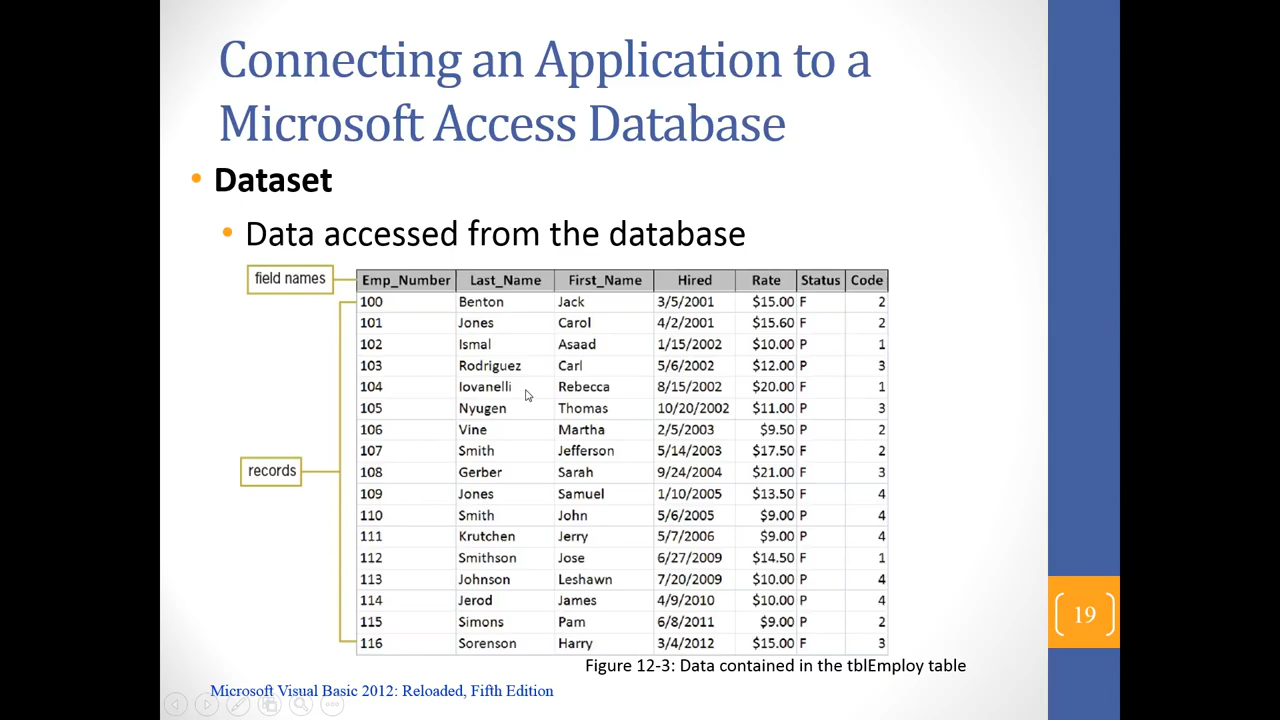 Connecting an Application to a
Microsoft Access Database
• Dataset
• Data accessed from the database
field names
Emp_Number Last_Name First_Name Hired Rate Status Code
100 Benton Jack 3/5/2001 $15.00 F 2
101 Jones Carol 4/2/2001 $15.60 F 2
102 Ismal Asaad 1/15/2002 $10.00 P 1
103 Rodriguez Carl 5/6/2002 $12.00 P 3
104 Iovanelli Rebecca 8/15/2002 $20.00 F 1
105 Nyugen Thomas 10/20/2002 $11.00 P 3
106 Vine Martha 2/5/2003 $9.50 P 2
107 Smith Jefferson 5/14/2003 $17.50 F 2
records
108 Gerber Sarah 9/24/2004 $21.00 F 3
109 Jones Samuel 1/10/2005 $13.50 F 4
110 Smith John 5/6/2005 $9.00 P 4
111 Krutchen Jerry 5/7/2006 $9.00 P 4
112 Smithson Jose 6/27/2009 $14.50 F 1
113 Johnson Leshawn 7/20/2009 $10.00 P 4
114 Jerod James 4/9/2010 $10.00 P 4
115 Simons Pam 6/8/2011 $9.00 P 2
116 Sorenson Harry 3/4/2012 $15.00 F 3
19
Figure 12-3: Data contained in the tblEmploy table
Microsoft Visual Basic 2012: Reloaded, Fifth Edition